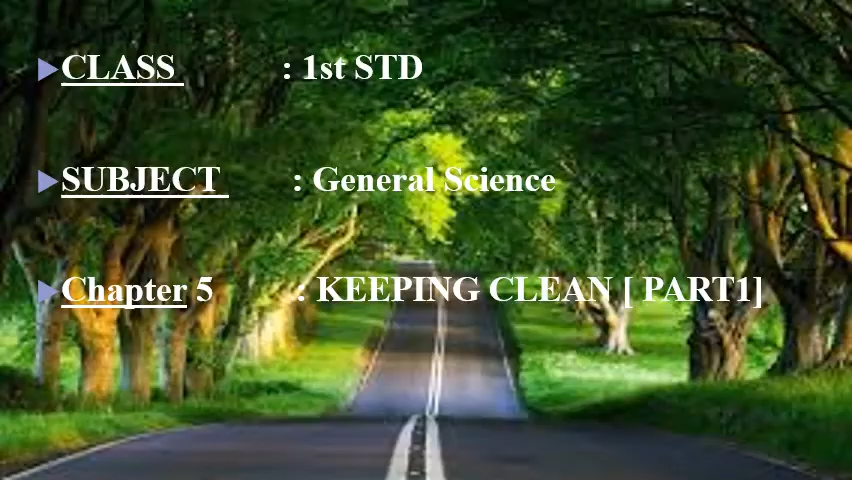 CLASS : 1st STD
SUBJECT : General Science
Chapter 5 : KEEPING CLEAN [ PART1]